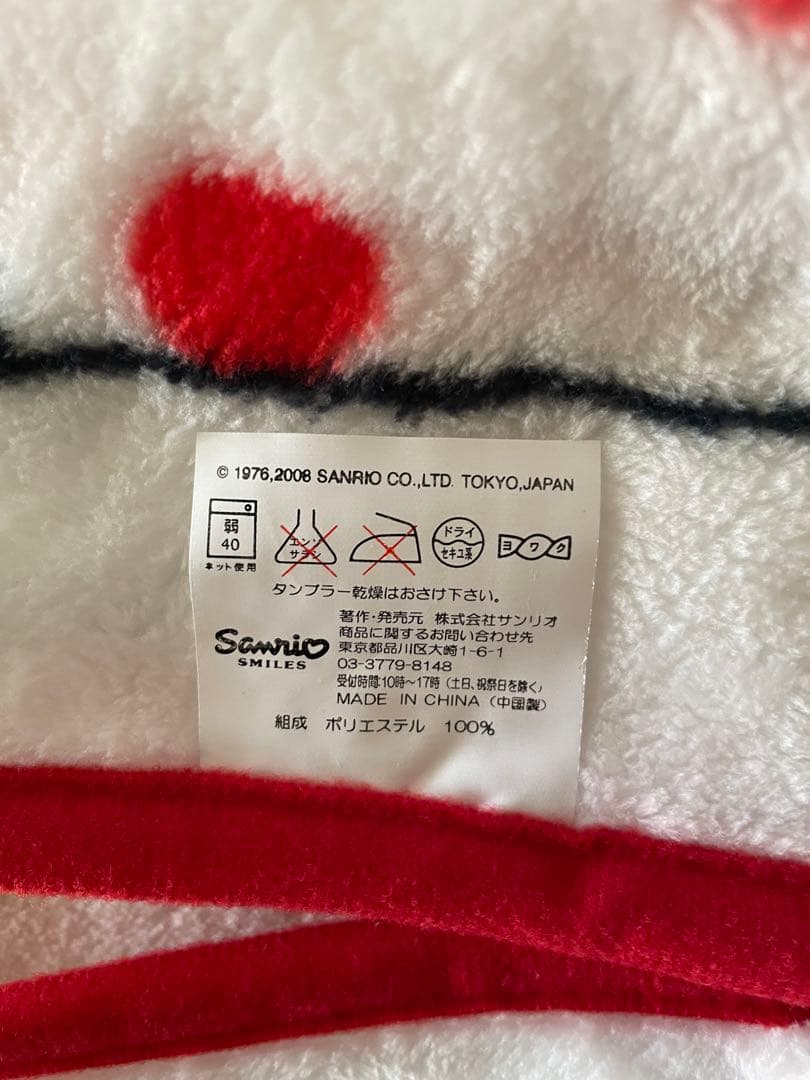 © 1976,2008 SANRIO CO.,LTD. TOKYO,JAPAN
弱
40
ネット使用
エンソ
サラシ
ドライ
セキユ系
ヨワク
タンブラー乾燥はおさけ下さい。
Sanrio
SMILES
著作・発売元 株式会社サンリオ
商品に関するお問い合わせ先
東京都品川区大崎1-6-1
03-3779-8148
受付時間:10時〜17時(土日、祝祭日を除く)
MADE IN CHINA (中国製)
組成 ポリエステル 100%